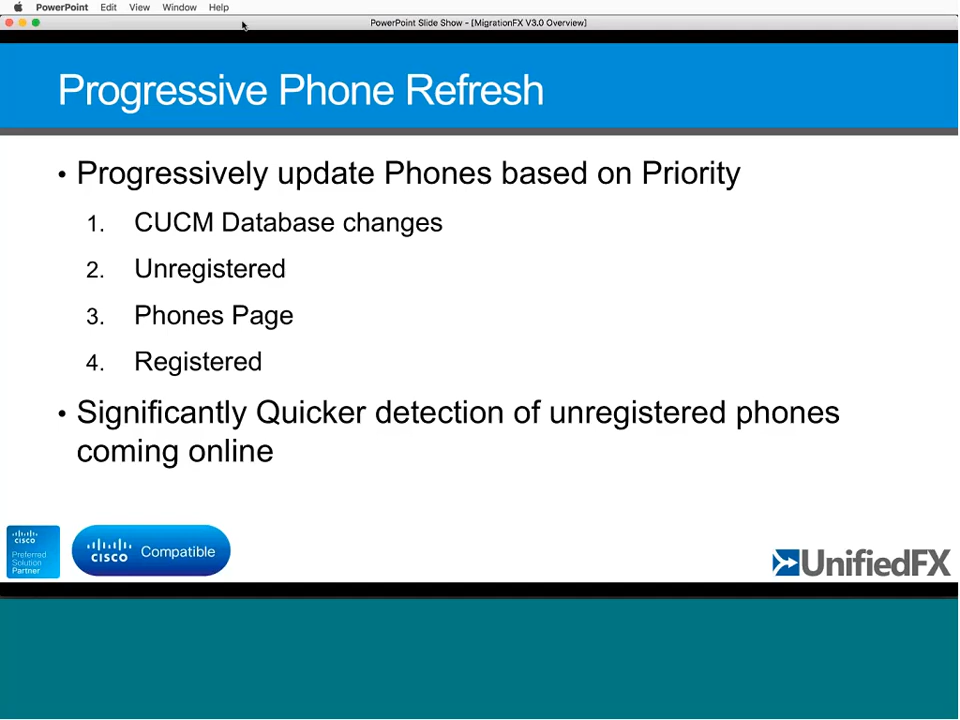 PowerPoint Edit View Window Help
PowerPoint Slide Show - [MigrationFX V3.0 Overview]
Progressive Phone Refresh
• Progressively update Phones based on Priority
1. CUCM Database changes
2. Unregistered
3. Phones Page
4. Registered
• Significantly Quicker detection of unregistered phones
coming online
CISCO
Preferred
Solution
Partner
CISCO Compatible
UnifiedFX